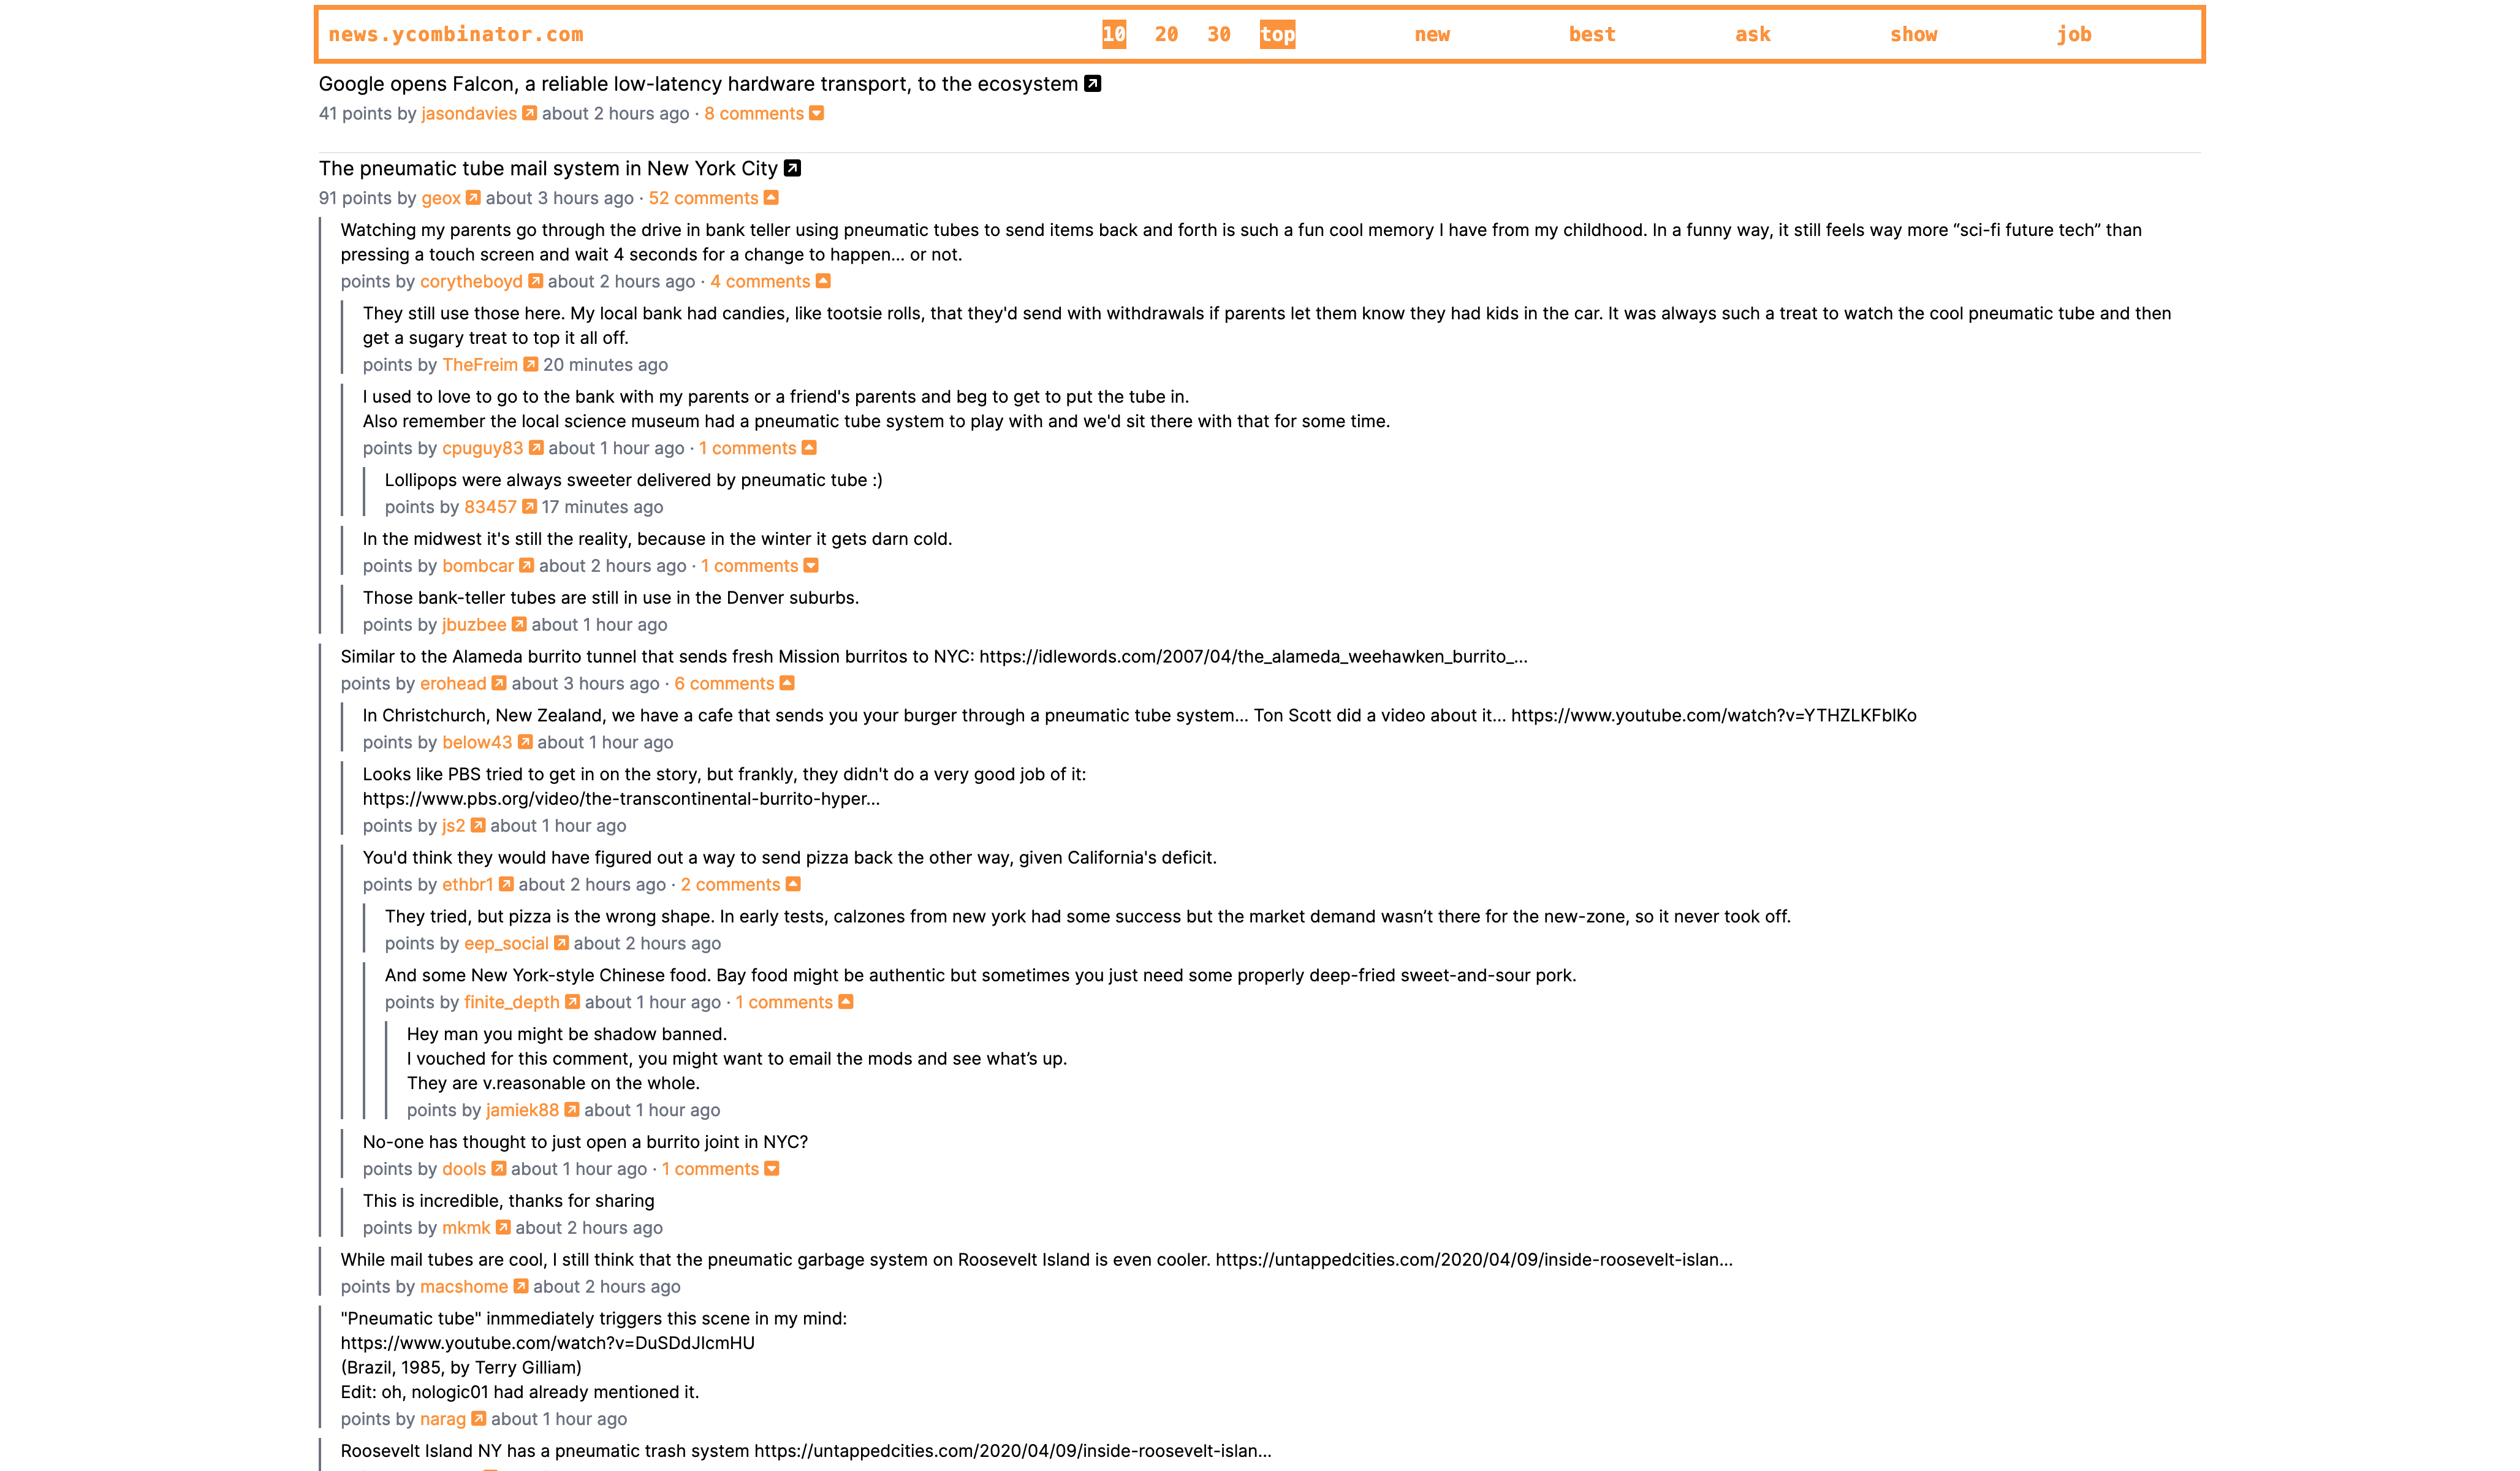 news.ycombinator.com 10 20 30 top new best ask show job
Google opens Falcon, a reliable low-latency hardware transport, to the ecosystem
41 points by jasondavies about 2 hours ago · 8 comments
The pneumatic tube mail system in New York City
91 points by geox about 3 hours ago · 52 comments
Watching my parents go through the drive in bank teller using pneumatic tubes to send items back and forth is such a fun cool memory I have from my childhood. In a funny way, it still feels way more “sci-fi future tech” than
pressing a touch screen and wait 4 seconds for a change to happen... or not.
points by corytheboyd about 2 hours ago · 4 comments
They still use those here. My local bank had candies, like tootsie rolls, that they'd send with withdrawals if parents let them know they had kids in the car. It was always such a treat to watch the cool pneumatic tube and then
get a sugary treat to top it all off.
points by TheFreim 20 minutes ago
I used to love to go to the bank with my parents or a friend's parents and beg to get to put the tube in.
Also remember the local science museum had a pneumatic tube system to play with and we'd sit there with that for some time.
points by cpuguy83 about 1 hour ago · 1 comments
Lollipops were always sweeter delivered by pneumatic tube :)
points by 83457 17 minutes ago
In the midwest it's still the reality, because in the winter it gets darn cold.
points by bombcar about 2 hours ago · 1 comments
Those bank-teller tubes are still in use in the Denver suburbs.
points by jbuzbee about 1 hour ago
Similar to the Alameda burrito tunnel that sends fresh Mission burritos to NYC: https://idlewords.com/2007/04/the_alameda_weehawken_burrito_...
points by erohead about 3 hours ago · 6 comments
In Christchurch, New Zealand, we have a cafe that sends you your burger through a pneumatic tube system... Ton Scott did a video about it... https://www.youtube.com/watch?v=YTHZLKFblKo
points by below43 about 1 hour ago
Looks like PBS tried to get in on the story, but frankly, they didn't do a very good job of it:
https://www.pbs.org/video/the-transcontinental-burrito-hyper...
points by js2 about 1 hour ago
You'd think they would have figured out a way to send pizza back the other way, given California's deficit.
points by ethbr1 about 2 hours ago · 2 comments
They tried, but pizza is the wrong shape. In early tests, calzones from new york had some success but the market demand wasn’t there for the new-zone, so it never took off.
points by eep_social about 2 hours ago
And some New York-style Chinese food. Bay food might be authentic but sometimes you just need some properly deep-fried sweet-and-sour pork.
points by finite_depth about 1 hour ago · 1 comments
Hey man you might be shadow banned.
I vouched for this comment, you might want to email the mods and see what’s up.
They are v.reasonable on the whole.
points by jamiek88 about 1 hour ago
No-one has thought to just open a burrito joint in NYC?
points by dools about 1 hour ago · 1 comments
This is incredible, thanks for sharing
points by mkmk about 2 hours ago
While mail tubes are cool, I still think that the pneumatic garbage system on Roosevelt Island is even cooler. https://untappedcities.com/2020/04/09/inside-roosevelt-islan...
points by macshome about 2 hours ago
"Pneumatic tube" inmmediately triggers this scene in my mind:
https://www.youtube.com/watch?v=DuSDdJIcmHU
(Brazil, 1985, by Terry Gilliam)
Edit: oh, nologic01 had already mentioned it.
points by narag about 1 hour ago
Roosevelt Island NY has a pneumatic trash system https://untappedcities.com/2020/04/09/inside-roosevelt-islan...